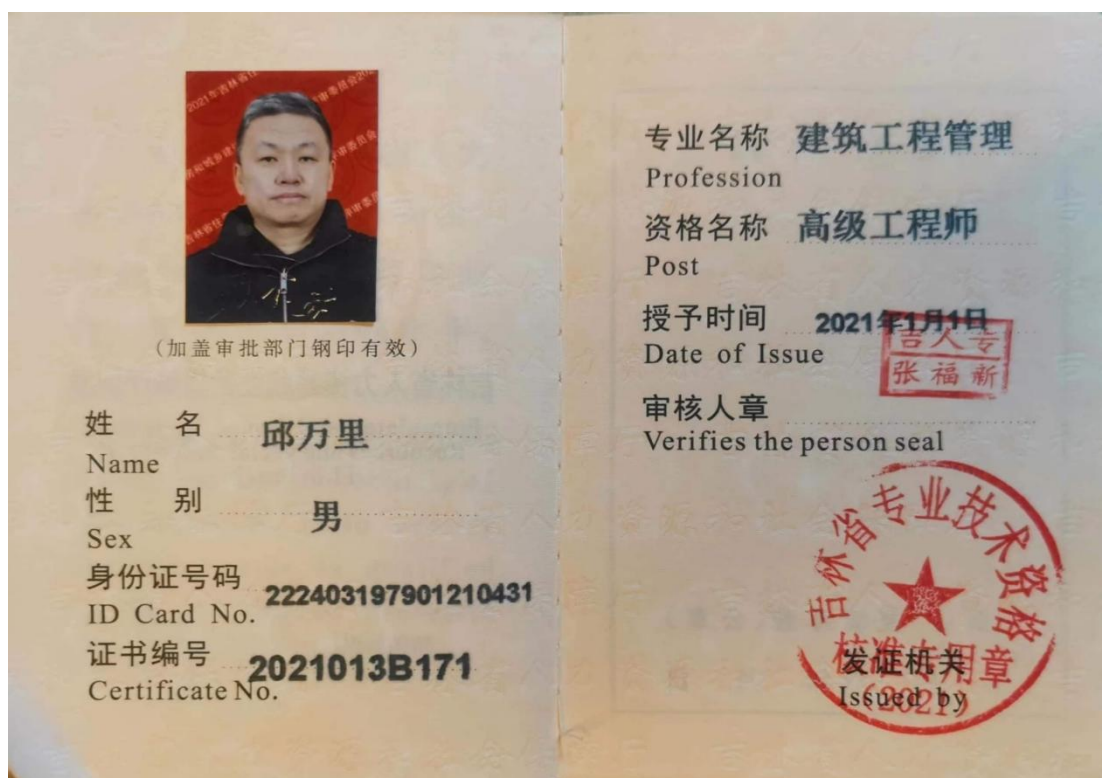 (加盖审批部门钢印有效)
姓 名 邱万里
Name
性 别 男
Sex
身份证号码 222403197901210431
ID Card No.
证书编号 2021013B171
Certificate No.
专业名称 建筑工程管理
Profession
资格名称 高级工程师
Post
授予时间 2021年1月1日
Date of Issue
吉人专
张福新
审核人章
Verifies the person seal
吉林省专业技术资格
核准专用章
(2021)
发证机关
Issued by